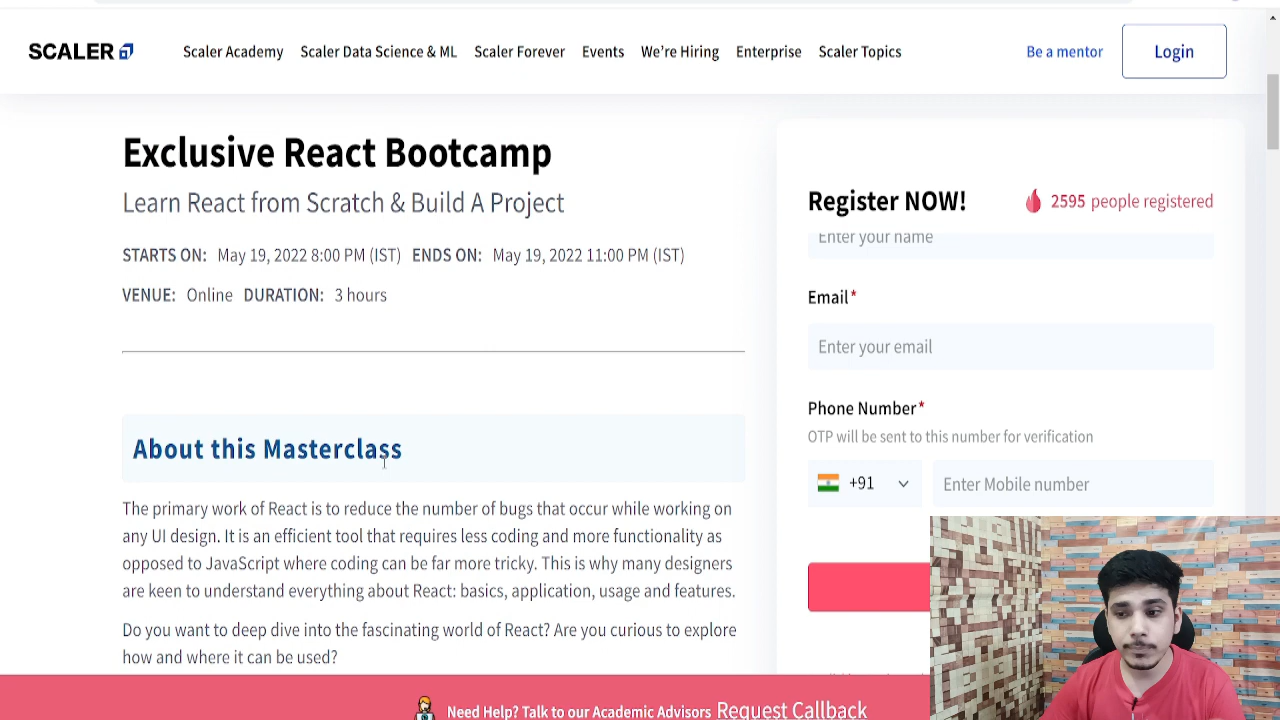 SCALER
Scaler Academy Scaler Data Science & ML Scaler Forever Events We're Hiring Enterprise Scaler Topics Be a mentor Login
Exclusive React Bootcamp
Learn React from Scratch & Build A Project
STARTS ON: May 19, 2022 8:00 PM (IST) ENDS ON: May 19, 2022 11:00 PM (IST)
VENUE: Online DURATION: 3 hours
About this Masterclass
The primary work of React is to reduce the number of bugs that occur while working on
any UI design. It is an efficient tool that requires less coding and more functionality as
opposed to JavaScript where coding can be far more tricky. This is why many designers
are keen to understand everything about React: basics, application, usage and features.
Do you want to deep dive into the fascinating world of React? Are you curious to explore
how and where it can be used?
Register NOW! 2595 people registered
Enter your name
Email*
Enter your email
Phone Number*
OTP will be sent to this number for verification
+91 Enter Mobile number
Need Help? Talk to our Academic Advisors Request Callback